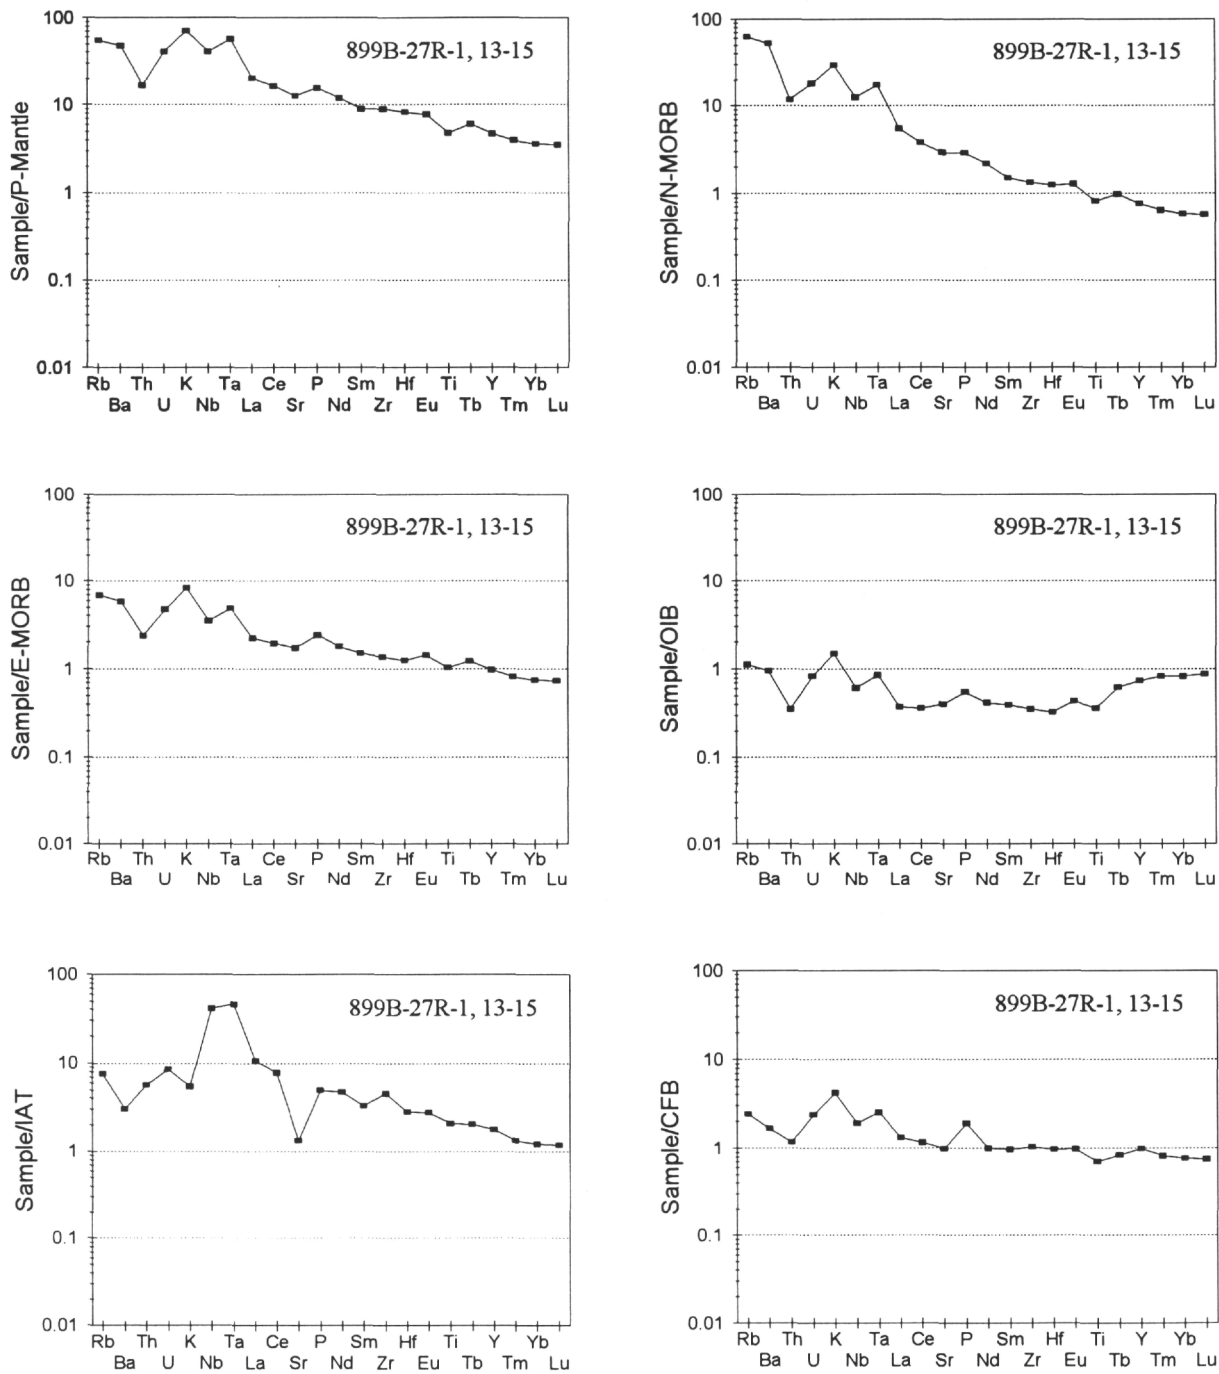 100
10
1
0.1
0.01
Sample/P-Mantle
899B-27R-1, 13-15
Rb Th K Ta Ce P Sm Hf Ti Y Yb
Ba U Nb La Sr Nd Zr Eu Tb Tm Lu
100
10
1
0.1
0.01
Sample/N-MORB
899B-27R-1, 13-15
Rb Th K Ta Ce P Sm Hf Ti Y Yb
Ba U Nb La Sr Nd Zr Eu Tb Tm Lu
100
10
1
0.1
0.01
Sample/E-MORB
899B-27R-1, 13-15
Rb Th K Ta Ce P Sm Hf Ti Y Yb
Ba U Nb La Sr Nd Zr Eu Tb Tm Lu
100
10
1
0.1
0.01
Sample/OIB
899B-27R-1, 13-15
Rb Th K Ta Ce P Sm Hf Ti Y Yb
Ba U Nb La Sr Nd Zr Eu Tb Tm Lu
100
10
1
0.1
0.01
Sample/IAT
899B-27R-1, 13-15
Rb Th K Ta Ce P Sm Hf Ti Y Yb
Ba U Nb La Sr Nd Zr Eu Tb Tm Lu
100
10
1
0.1
0.01
Sample/CFB
899B-27R-1, 13-15
Rb Th K Ta Ce P Sm Hf Ti Y Yb
Ba U Nb La Sr Nd Zr Eu Tb Tm Lu